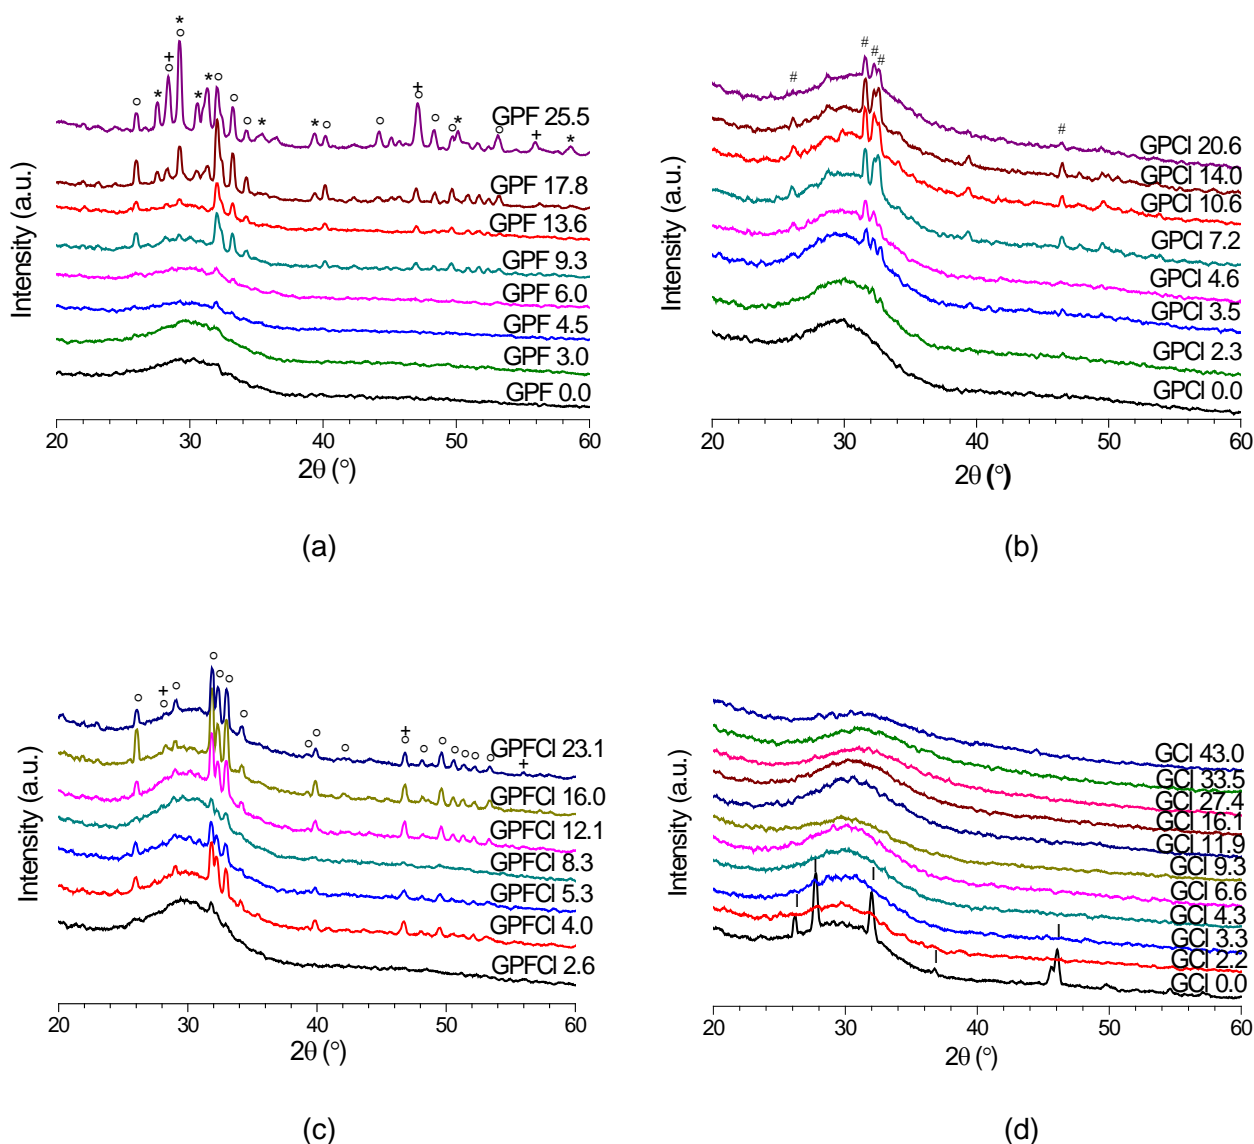 Intensity (a.u.)
GPF 25.5
GPF 17.8
GPF 13.6
GPF 9.3
GPF 6.0
GPF 4.5
GPF 3.0
GPF 0.0
20 30 40 50 60
2θ (°)
(a)
Intensity (a.u.)
# # # # #
GPCl 20.6
GPCl 14.0
GPCl 10.6
GPCl 7.2
GPCl 4.6
GPCl 3.5
GPCl 2.3
GPCl 0.0
20 30 40 50 60
2θ (°)
(b)
Intensity (a.u.)
GPFCl 23.1
GPFCl 16.0
GPFCl 12.1
GPFCl 8.3
GPFCl 5.3
GPFCl 4.0
GPFCl 2.6
20 30 40 50 60
2θ (°)
(c)
Intensity (a.u.)
GCl 43.0
GCl 33.5
GCl 27.4
GCl 16.1
GCl 11.9
GCl 9.3
GCl 6.6
GCl 4.3
GCl 3.3
GCl 2.2
GCl 0.0
20 30 40 50 60
2θ (°)
(d)